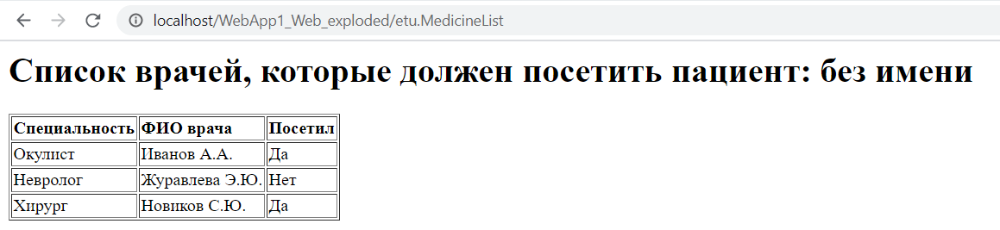 localhost/WebApp1_Web_exploded/etu.MedicineList
Список врачей, которые должен посетить пациент: без имени
Специальность ФИО врача Посетил
Окулист Иванов А.А. Да
Невролог Журавлева Э.Ю. Нет
Хирург Новиков С.Ю. Да